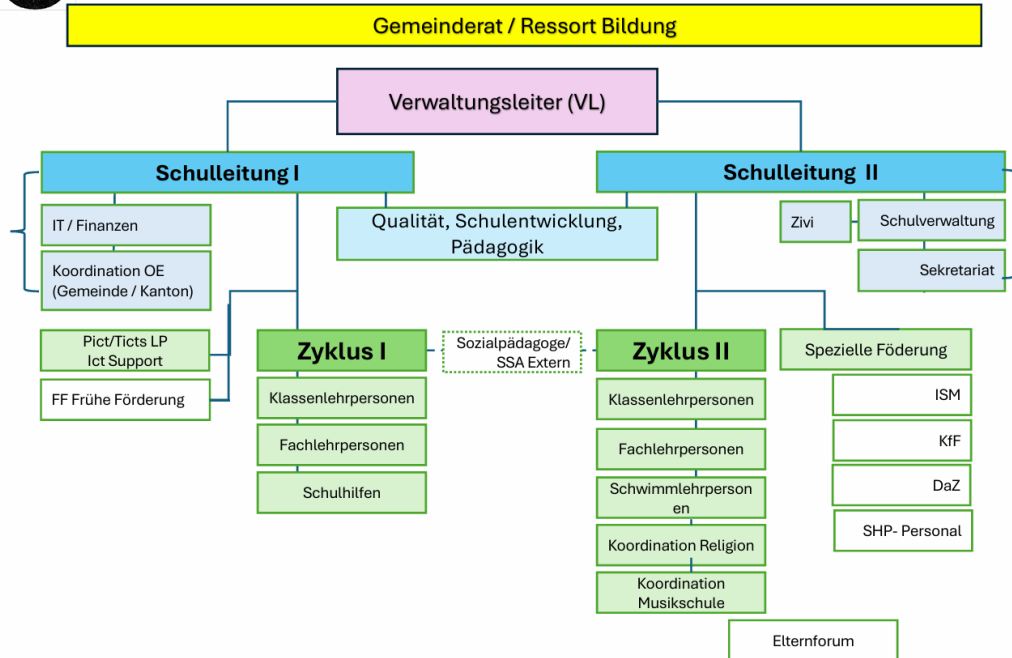 Gemeinderat / Ressort Bildung
Verwaltungsleiter (VL)
Schulleitung I
Schulleitung II
IT / Finanzen
Koordination OE
(Gemeinde / Kanton)
Qualität, Schulentwicklung,
Pädagogik
Zivi
Schulverwaltung
Sekretariat
Pict/Ticts LP
Ict Support
FF Frühe Förderung
Zyklus I
Klassenlehrpersonen
Fachlehrpersonen
Schulhilfen
Sozialpädagoge/
SSA Extern
Zyklus II
Klassenlehrpersonen
Fachlehrpersonen
Schwimmlehrperson
en
Koordination Religion
Koordination
Musikschule
Spezielle Föderung
ISM
KfF
DaZ
SHP- Personal
Elternforum